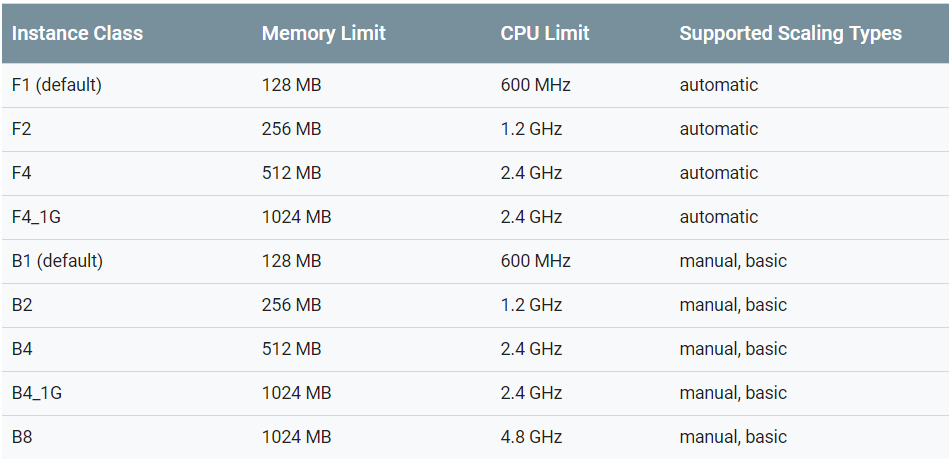 Instance Class Memory Limit CPU Limit Supported Scaling Types
F1 (default) 128 MB 600 MHz automatic
F2 256 MB 1.2 GHz automatic
F4 512 MB 2.4 GHz automatic
F4_1G 1024 MB 2.4 GHz automatic
B1 (default) 128 MB 600 MHz manual, basic
B2 256 MB 1.2 GHz manual, basic
B4 512 MB 2.4 GHz manual, basic
B4_1G 1024 MB 2.4 GHz manual, basic
B8 1024 MB 4.8 GHz manual, basic